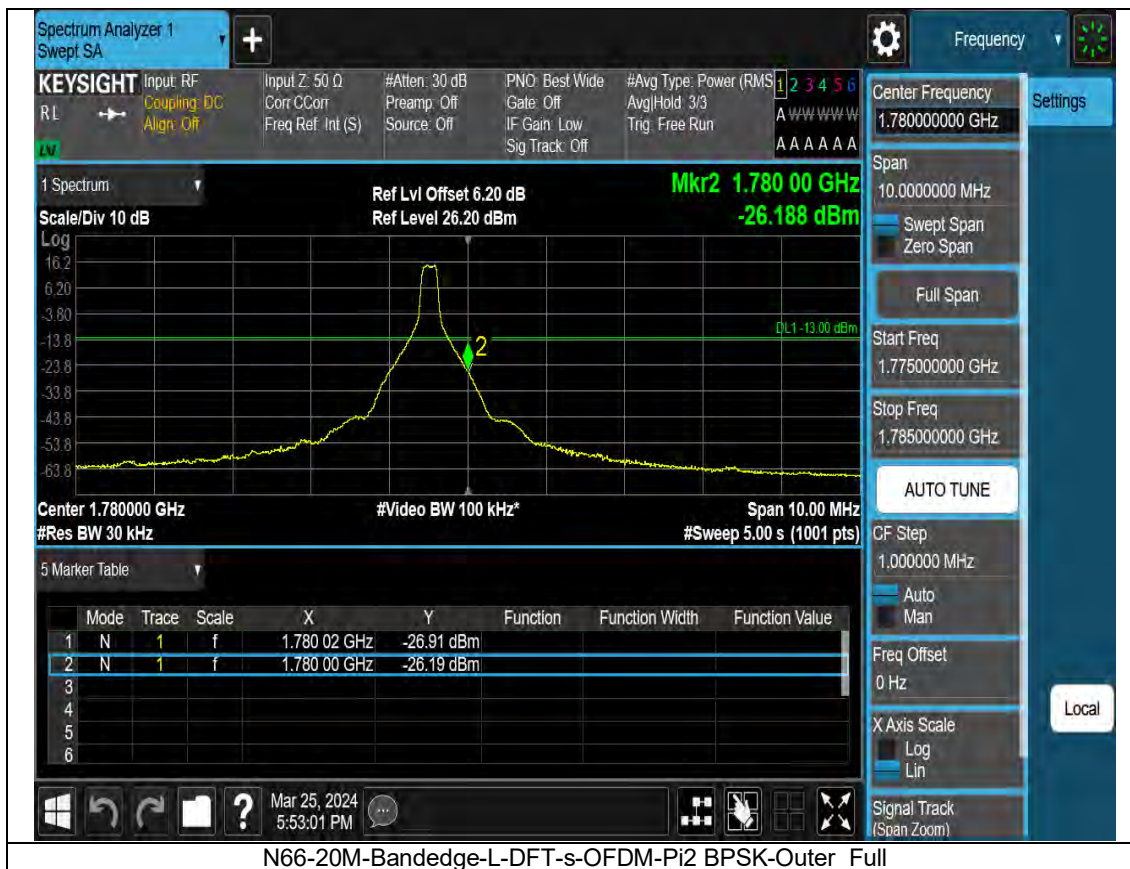 Spectrum Analyzer 1
Swept SA
Frequency
KEYSIGHT Input: RF Input Z: 50 Ω #Atten: 30 dB PNO: Best Wide #Avg Type: Power (RMS 1 2 3 4 5 6
RL Coupling: DC Corr CCorr Preamp: Off Gate: Off Avg|Hold: 3/3 A W W W W W
Align: Off Freq Ref: Int (S) Source: Off IF Gain: Low Trig: Free Run
Sig Track: Off A A A A A A
1 Spectrum
Ref Lvl Offset 6.20 dB
Mkr2 1.780 00 GHz
Scale/Div 10 dB
Ref Level 26.20 dBm
-26.188 dBm
Log
16.2
6.20
-3.80
DL1 -13.00 dBm
-13.8
2
-23.8
-33.8
-43.8
-53.8
-63.8
Center 1.780000 GHz #Video BW 100 kHz* Span 10.00 MHz
#Res BW 30 kHz #Sweep 5.00 s (1001 pts)
5 Marker Table
Mode Trace Scale X Y Function Function Width Function Value
1 N 1 f 1.780 02 GHz -26.91 dBm
2 N 1 f 1.780 00 GHz -26.19 dBm
3
4
5
6
Center Frequency
1.780000000 GHz
Settings
Span
10.0000000 MHz
Swept Span
Zero Span
Full Span
Start Freq
1.775000000 GHz
Stop Freq
1.785000000 GHz
AUTO TUNE
CF Step
1.000000 MHz
Auto
Man
Freq Offset
0 Hz
Local
X Axis Scale
Log
Lin
Signal Track
(Span Zoom)
?
Mar 25, 2024
5:53:01 PM
N66-20M-Bandedge-L-DFT-s-OFDM-Pi2 BPSK-Outer_Full